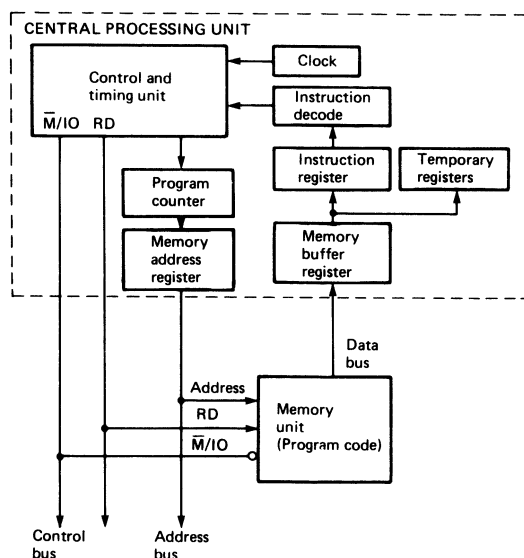 CENTRAL PROCESSING UNIT
Control and
timing unit
M̅/IO RD
Clock
Instruction
decode
Instruction
register
Temporary
registers
Program
counter
Memory
address
register
Memory
buffer
register
Data
bus
Address
RD
M̅/IO
Memory
unit
(Program code)
Control
bus
Address
bus